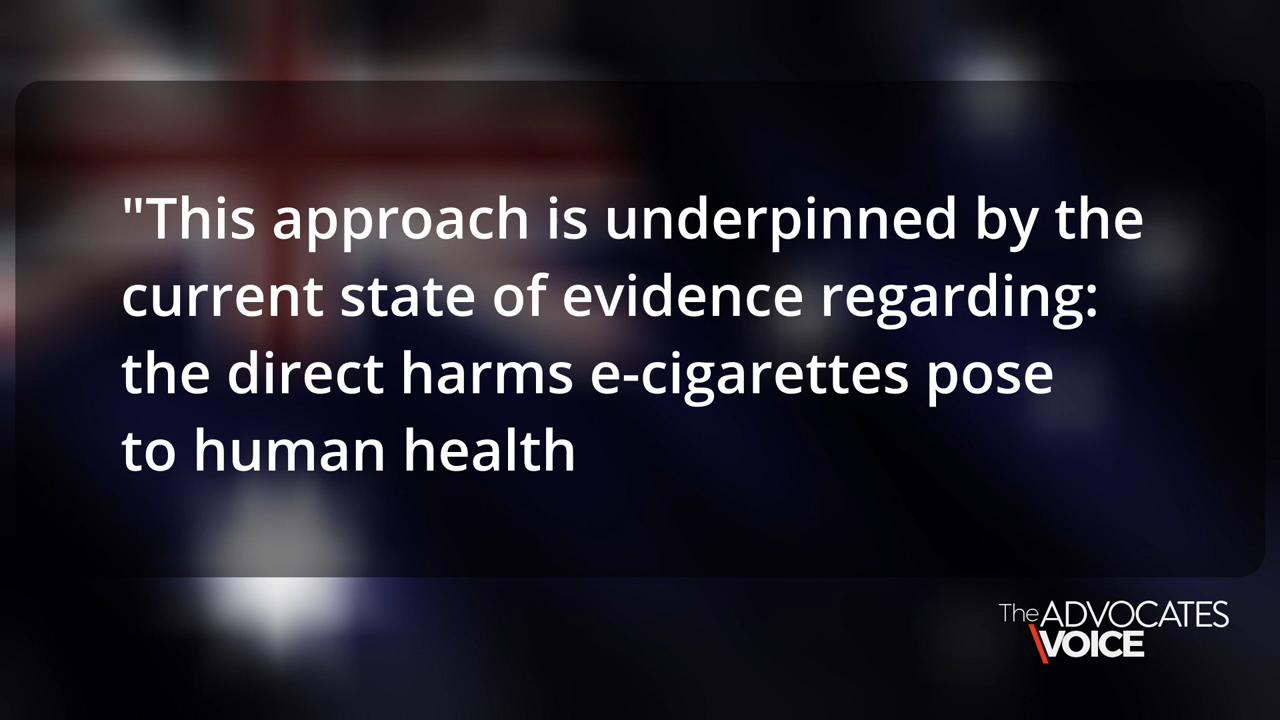 "This approach is underpinned by the
current state of evidence regarding:
the direct harms e-cigarettes pose
to human health
The ADVOCATES
VOICE